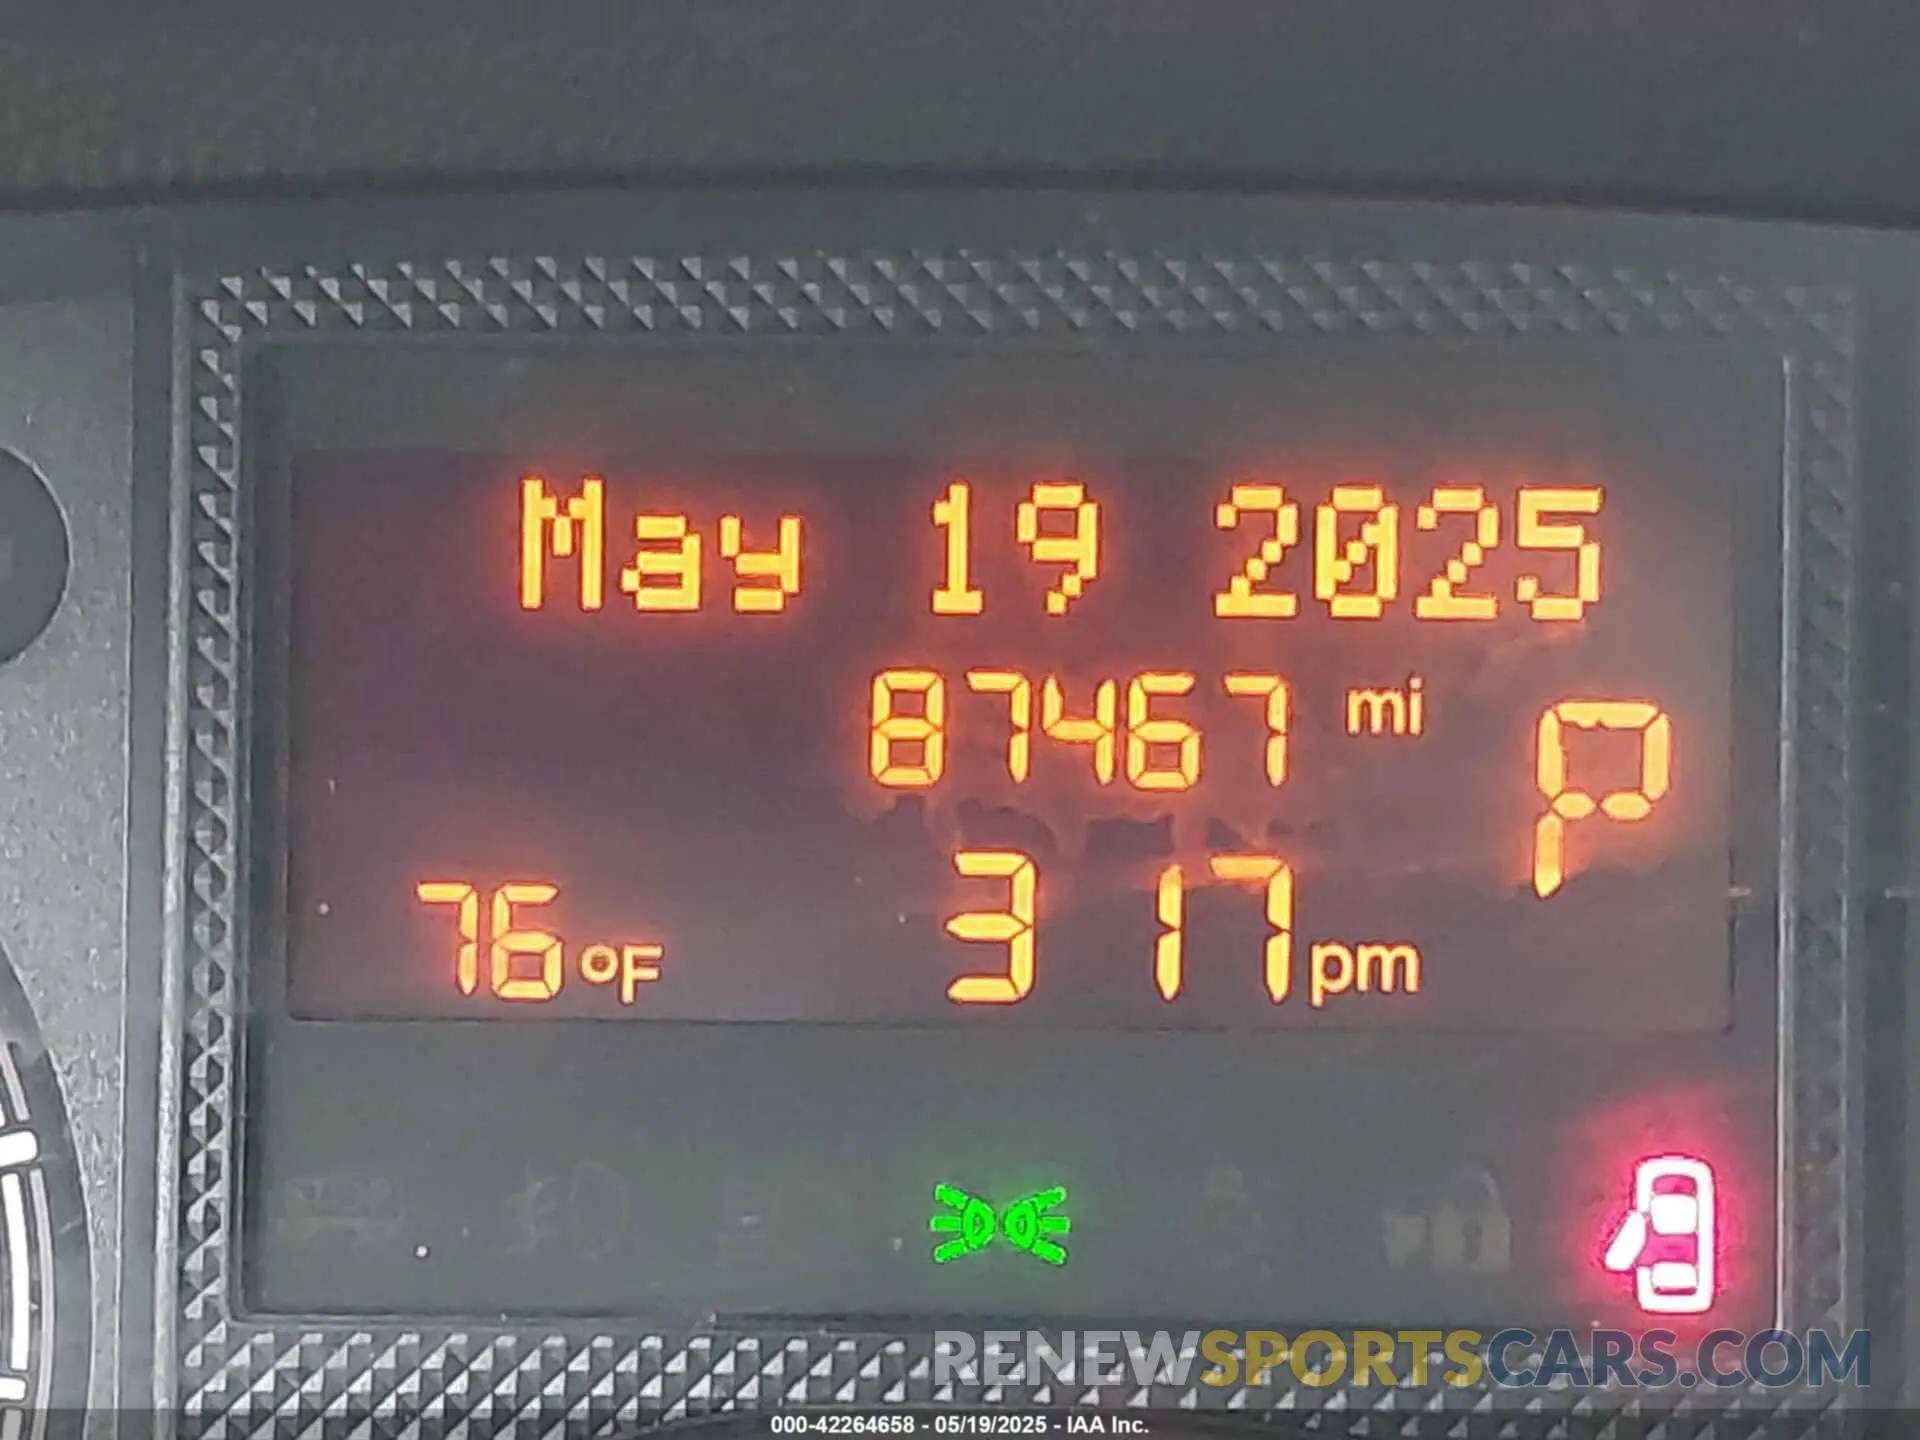 May 19 2025
87467 mi
P
76 °F 3 17 pm
RENEWSPORTSCARS.COM
000-42264658 - 05/19/2025 - IAA Inc.